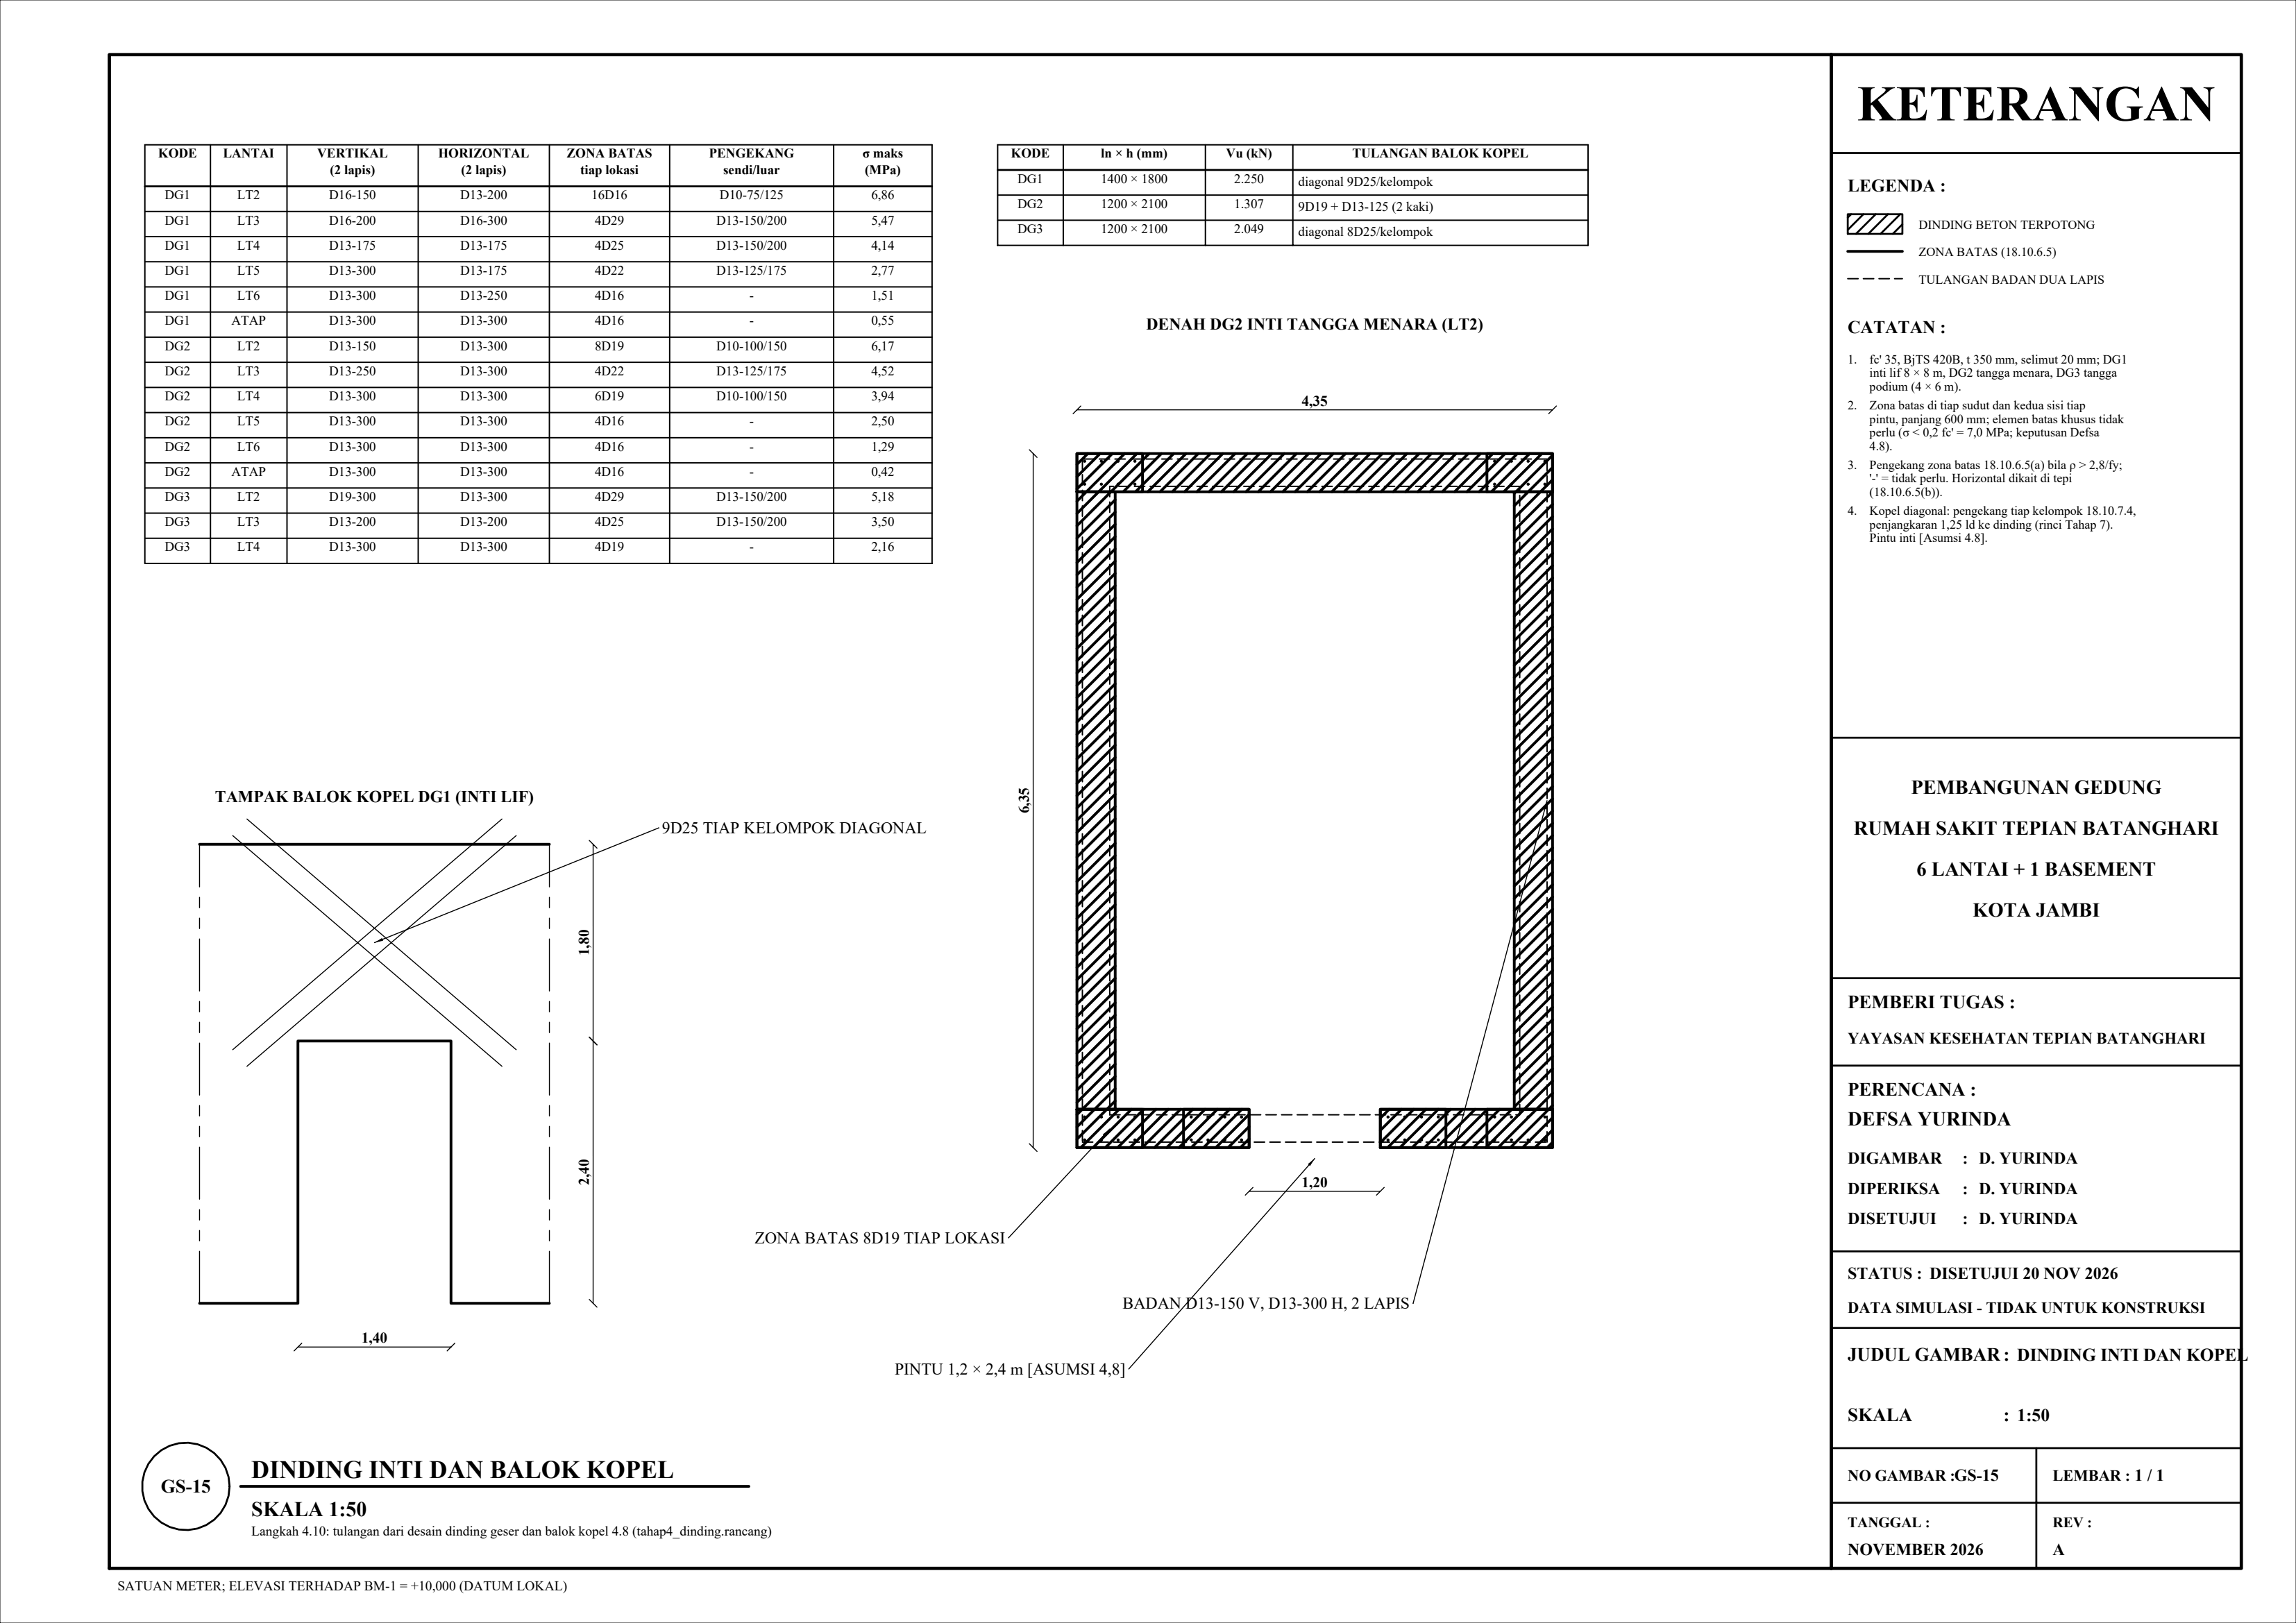 KODE LANTAI VERTIKAL (2 lapis) HORIZONTAL (2 lapis) ZONA BATAS tiap lokasi PENGEKANG sendi/luar σ maks (MPa)
DG1 LT2 D16-150 D13-200 16D16 D10-75/125 6,86
DG1 LT3 D16-200 D16-300 4D29 D13-150/200 5,47
DG1 LT4 D13-175 D13-175 4D25 D13-150/200 4,14
DG1 LT5 D13-300 D13-175 4D22 D13-125/175 2,77
DG1 LT6 D13-300 D13-250 4D16 - 1,51
DG1 ATAP D13-300 D13-300 4D16 - 0,55
DG2 LT2 D13-150 D13-300 8D19 D10-100/150 6,17
DG2 LT3 D13-250 D13-300 4D22 D13-125/175 4,52
DG2 LT4 D13-300 D13-300 6D19 D10-100/150 3,94
DG2 LT5 D13-300 D13-300 4D16 - 2,50
DG2 LT6 D13-300 D13-300 4D16 - 1,29
DG2 ATAP D13-300 D13-300 4D16 - 0,42
DG3 LT2 D19-300 D13-300 4D29 D13-150/200 5,18
DG3 LT3 D13-200 D13-200 4D25 D13-150/200 3,50
DG3 LT4 D13-300 D13-300 4D19 - 2,16
KODE ln × h (mm) Vu (kN) TULANGAN BALOK KOPEL
DG1 1400 × 1800 2.250 diagonal 9D25/kelompok
DG2 1200 × 2100 1.307 9D19 + D13-125 (2 kaki)
DG3 1200 × 2100 2.049 diagonal 8D25/kelompok
DENAH DG2 INTI TANGGA MENARA (LT2)
4,35
6,35
1,20
ZONA BATAS 8D19 TIAP LOKASI
BADAN D13-150 V, D13-300 H, 2 LAPIS
PINTU 1,2 × 2,4 m [ASUMSI 4,8]
TAMPAK BALOK KOPEL DG1 (INTI LIF)
9D25 TIAP KELOMPOK DIAGONAL
1,80
2,40
1,40
GS-15
DINDING INTI DAN BALOK KOPEL
SKALA 1:50
Langkah 4.10: tulangan dari desain dinding geser dan balok kopel 4.8 (tahap4_dinding.rancang)
SATUAN METER; ELEVASI TERHADAP BM-1 = +10,000 (DATUM LOKAL)
KETERANGAN
LEGENDA :
DINDING BETON TERPOTONG
ZONA BATAS (18.10.6.5)
TULANGAN BADAN DUA LAPIS
CATATAN :
1. fc' 35, BjTS 420B, t 350 mm, selimut 20 mm; DG1
inti lif 8 × 8 m, DG2 tangga menara, DG3 tangga
podium (4 × 6 m).
2. Zona batas di tiap sudut dan kedua sisi tiap
pintu, panjang 600 mm; elemen batas khusus tidak
perlu (σ < 0,2 fc' = 7,0 MPa; keputusan Defsa
4.8).
3. Pengekang zona batas 18.10.6.5(a) bila ρ > 2,8/fy;
'-' = tidak perlu. Horizontal dikait di tepi
(18.10.6.5(b)).
4. Kopel diagonal: pengekang tiap kelompok 18.10.7.4,
penjangkaran 1,25 ld ke dinding (rinci Tahap 7).
Pintu inti [Asumsi 4.8].
PEMBANGUNAN GEDUNG
RUMAH SAKIT TEPIAN BATANGHARI
6 LANTAI + 1 BASEMENT
KOTA JAMBI
PEMBERI TUGAS :
YAYASAN KESEHATAN TEPIAN BATANGHARI
PERENCANA :
DEFSA YURINDA
DIGAMBAR : D. YURINDA
DIPERIKSA : D. YURINDA
DISETUJUI : D. YURINDA
STATUS : DISETUJUI 20 NOV 2026
DATA SIMULASI - TIDAK UNTUK KONSTRUKSI
JUDUL GAMBAR : DINDING INTI DAN KOPEL
SKALA : 1:50
NO GAMBAR :GS-15
LEMBAR : 1 / 1
TANGGAL :
NOVEMBER 2026
REV :
A